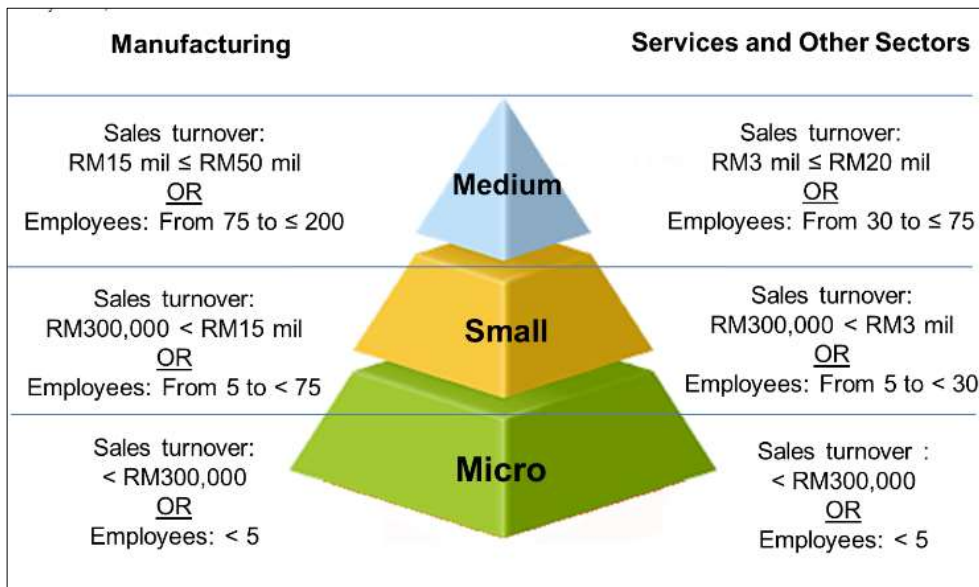 Manufacturing
Services and Other Sectors
Sales turnover:
RM15 mil ≤ RM50 mil
OR
Employees: From 75 to ≤ 200
Medium
Sales turnover:
RM3 mil ≤ RM20 mil
OR
Employees: From 30 to ≤ 75
Sales turnover:
RM300,000 < RM15 mil
OR
Employees: From 5 to < 75
Small
Sales turnover:
RM300,000 < RM3 mil
OR
Employees: From 5 to < 30
Sales turnover:
< RM300,000
OR
Employees: < 5
Micro
Sales turnover :
< RM300,000
OR
Employees: < 5